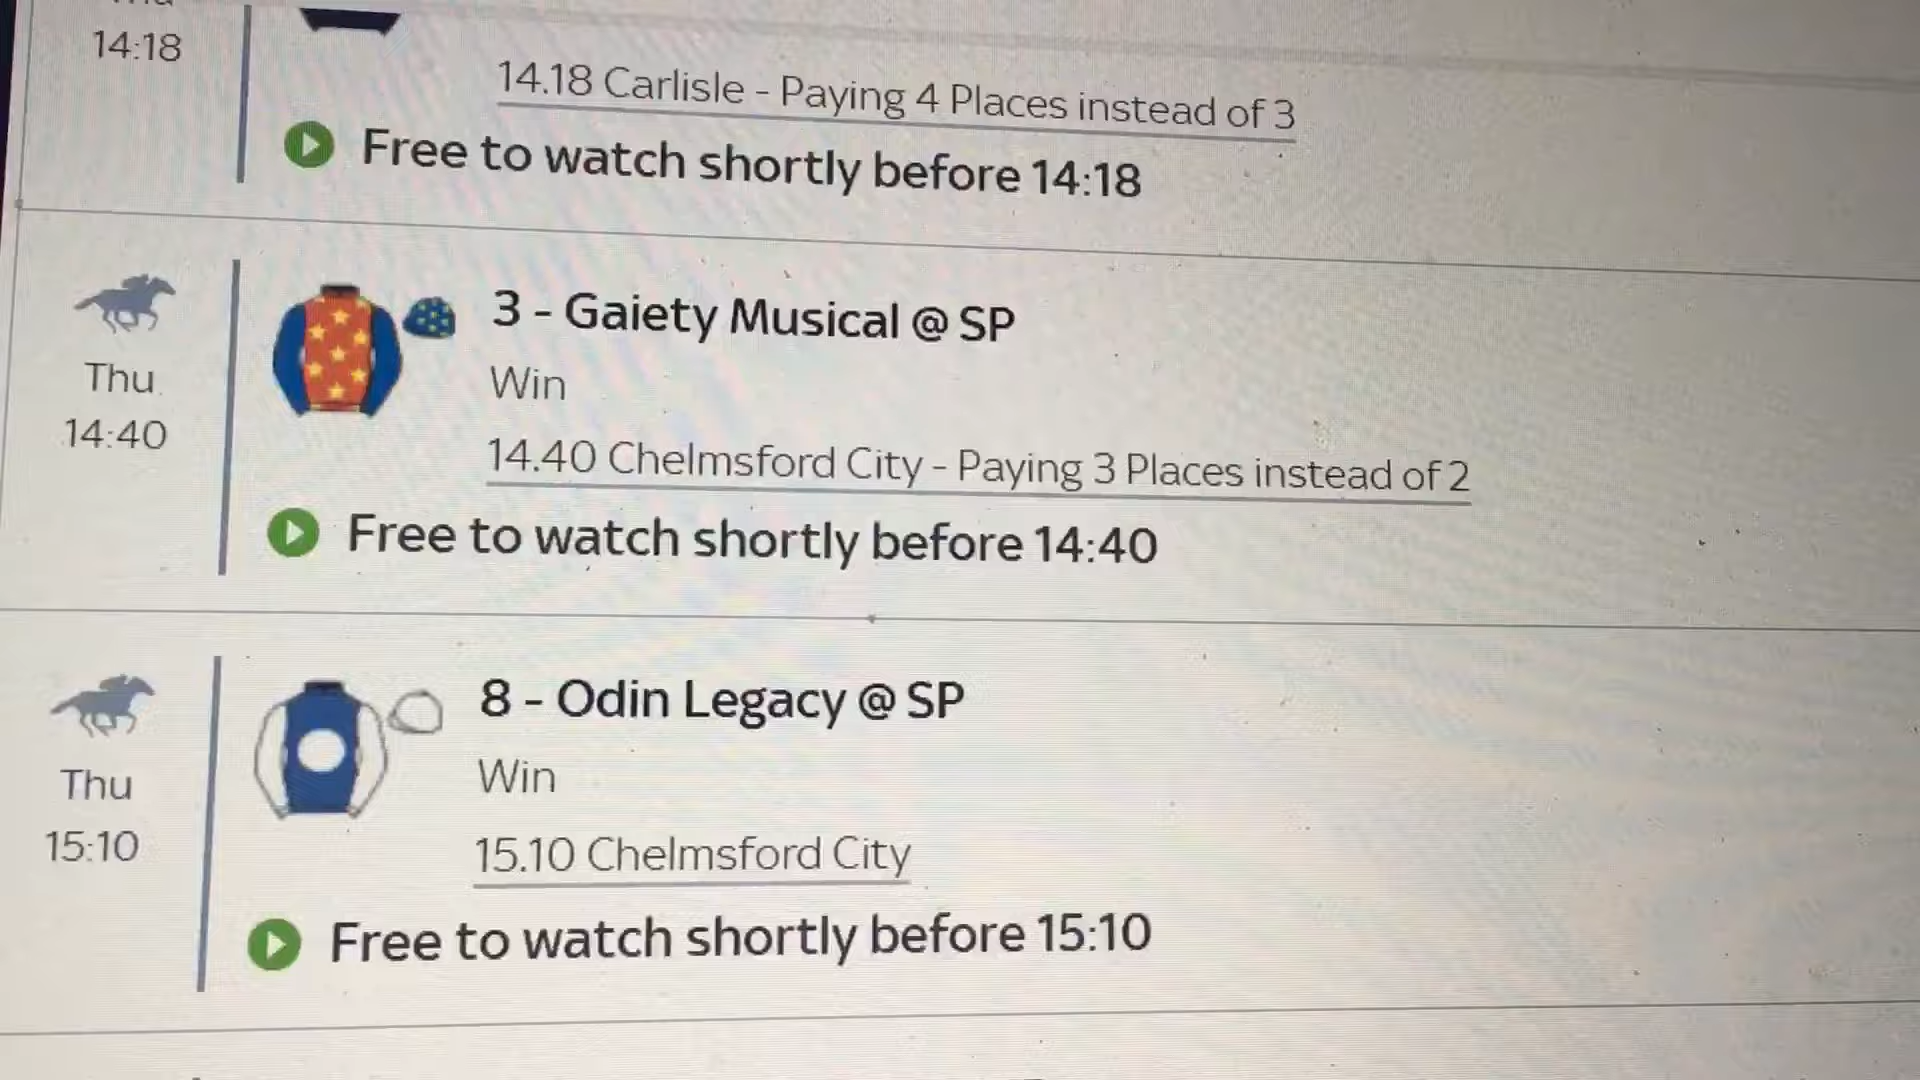 14:18
14.18 Carlisle - Paying 4 Places instead of 3
Free to watch shortly before 14:18
Thu
14:40
3 - Gaiety Musical @ SP
Win
14.40 Chelmsford City - Paying 3 Places instead of 2
Free to watch shortly before 14:40
Thu
15:10
8 - Odin Legacy @ SP
Win
15.10 Chelmsford City
Free to watch shortly before 15:10